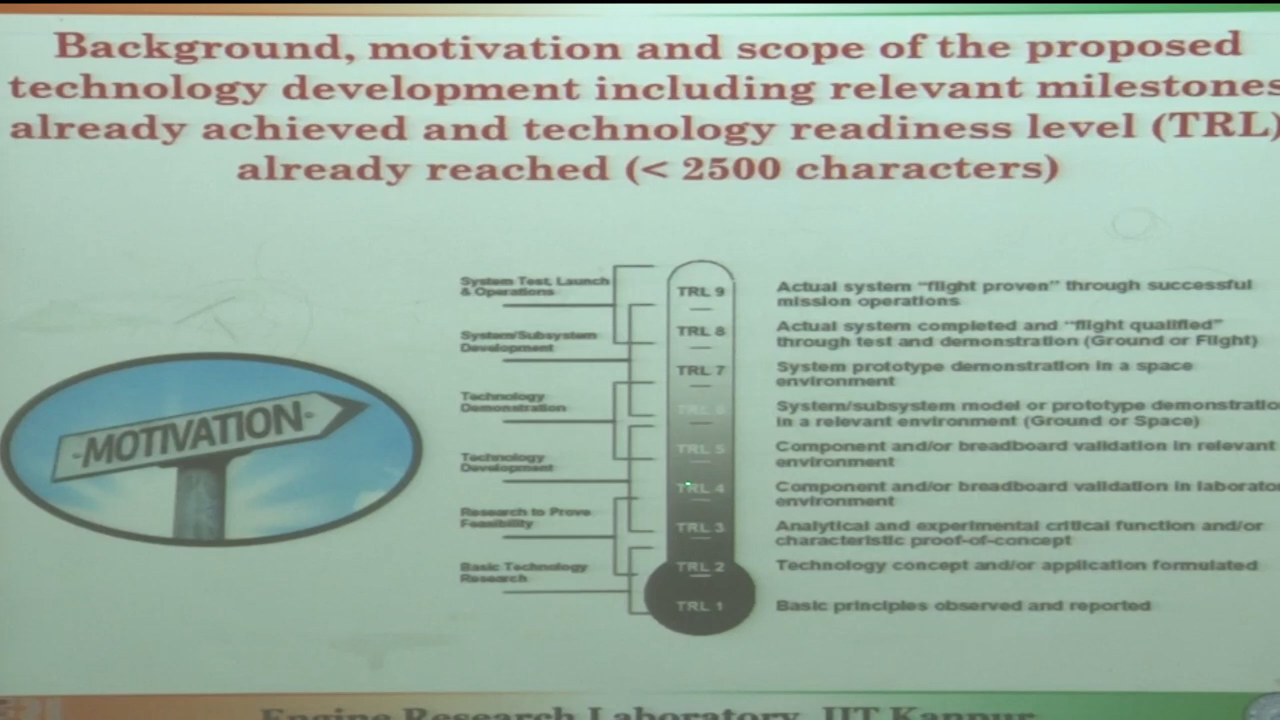 Background, motivation and scope of the proposed
technology development including relevant milestones
already achieved and technology readiness level (TRL)
already reached (< 2500 characters)
-MOTIVATION-
System Test, Launch
& Operations
System/Subsystem
Development
Technology
Demonstration
Technology
Development
Research to Prove
Feasibility
Basic Technology
Research
TRL 9
TRL 8
TRL 7
TRL 6
TRL 5
TRL 4
TRL 3
TRL 2
TRL 1
Actual system “flight proven” through successful
mission operations
Actual system completed and “flight qualified”
through test and demonstration (Ground or Flight)
System prototype demonstration in a space
environment
System/subsystem model or prototype demonstratio
in a relevant environment (Ground or Space)
Component and/or breadboard validation in relevant
environment
Component and/or breadboard validation in laborato
environment
Analytical and experimental critical function and/or
characteristic proof-of-concept
Technology concept and/or application formulated
Basic principles observed and reported
Engine Research Laboratory, IIT Kanpur